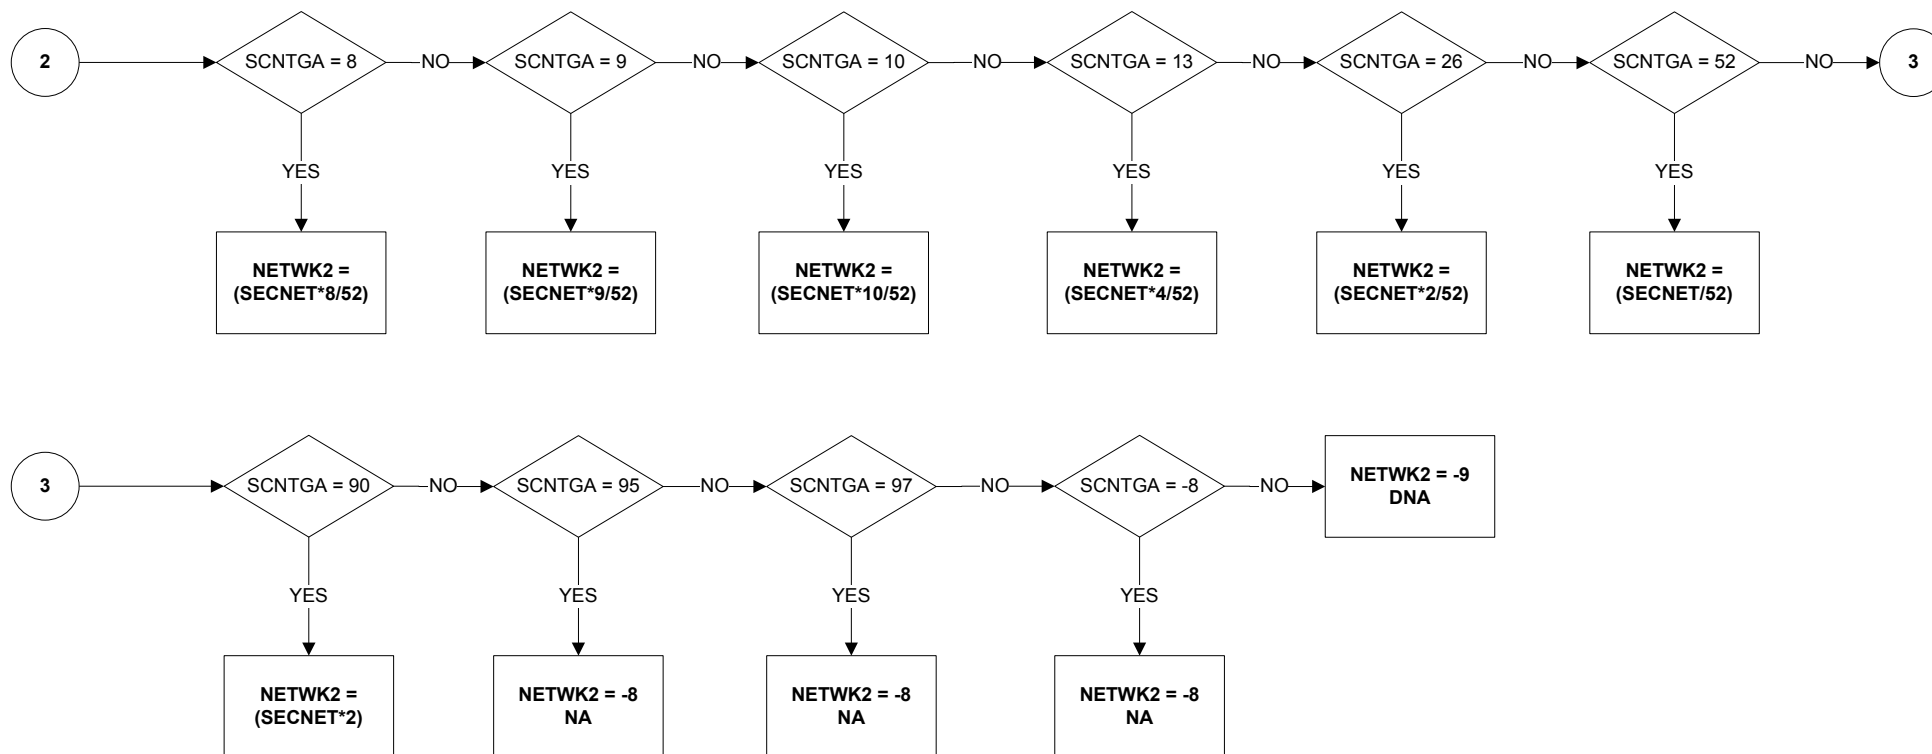 2
SCNTGA = 8
NO
SCNTGA = 9
NO
SCNTGA = 10
NO
SCNTGA = 13
NO
SCNTGA = 26
NO
SCNTGA = 52
NO
3
YES
YES
YES
YES
YES
YES
NETWK2 =
(SECNET*8/52)
NETWK2 =
(SECNET*9/52)
NETWK2 =
(SECNET*10/52)
NETWK2 =
(SECNET*4/52)
NETWK2 =
(SECNET*2/52)
NETWK2 =
(SECNET/52)
3
SCNTGA = 90
NO
SCNTGA = 95
NO
SCNTGA = 97
NO
SCNTGA = -8
NO
NETWK2 = -9
DNA
YES
YES
YES
YES
NETWK2 =
(SECNET*2)
NETWK2 = -8
NA
NETWK2 = -8
NA
NETWK2 = -8
NA